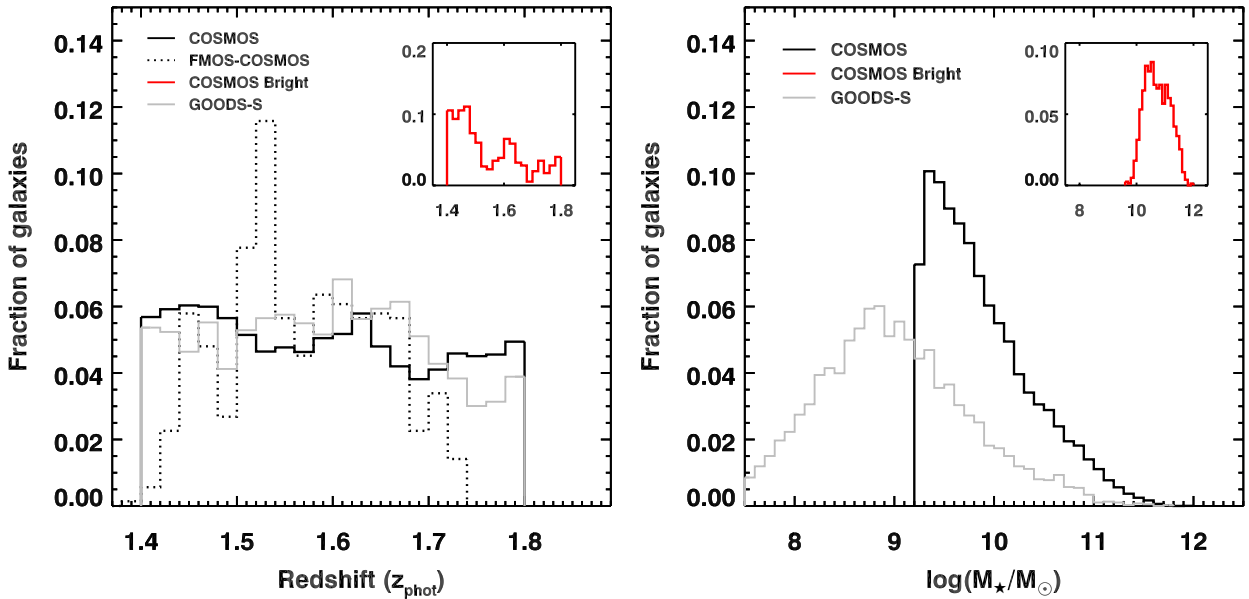 0.14
0.12
0.10
0.08
0.06
0.04
0.02
0.00
Fraction of galaxies
COSMOS
FMOS-COSMOS
COSMOS Bright
GOODS-S
0.2
0.1
0.0
1.4 1.6 1.8
1.4 1.5 1.6 1.7 1.8
Redshift (z_phot)
0.14
0.12
0.10
0.08
0.06
0.04
0.02
0.00
Fraction of galaxies
COSMOS
COSMOS Bright
GOODS-S
0.10
0.05
0.00
8 10 12
8 9 10 11 12
log(M★/M☉)